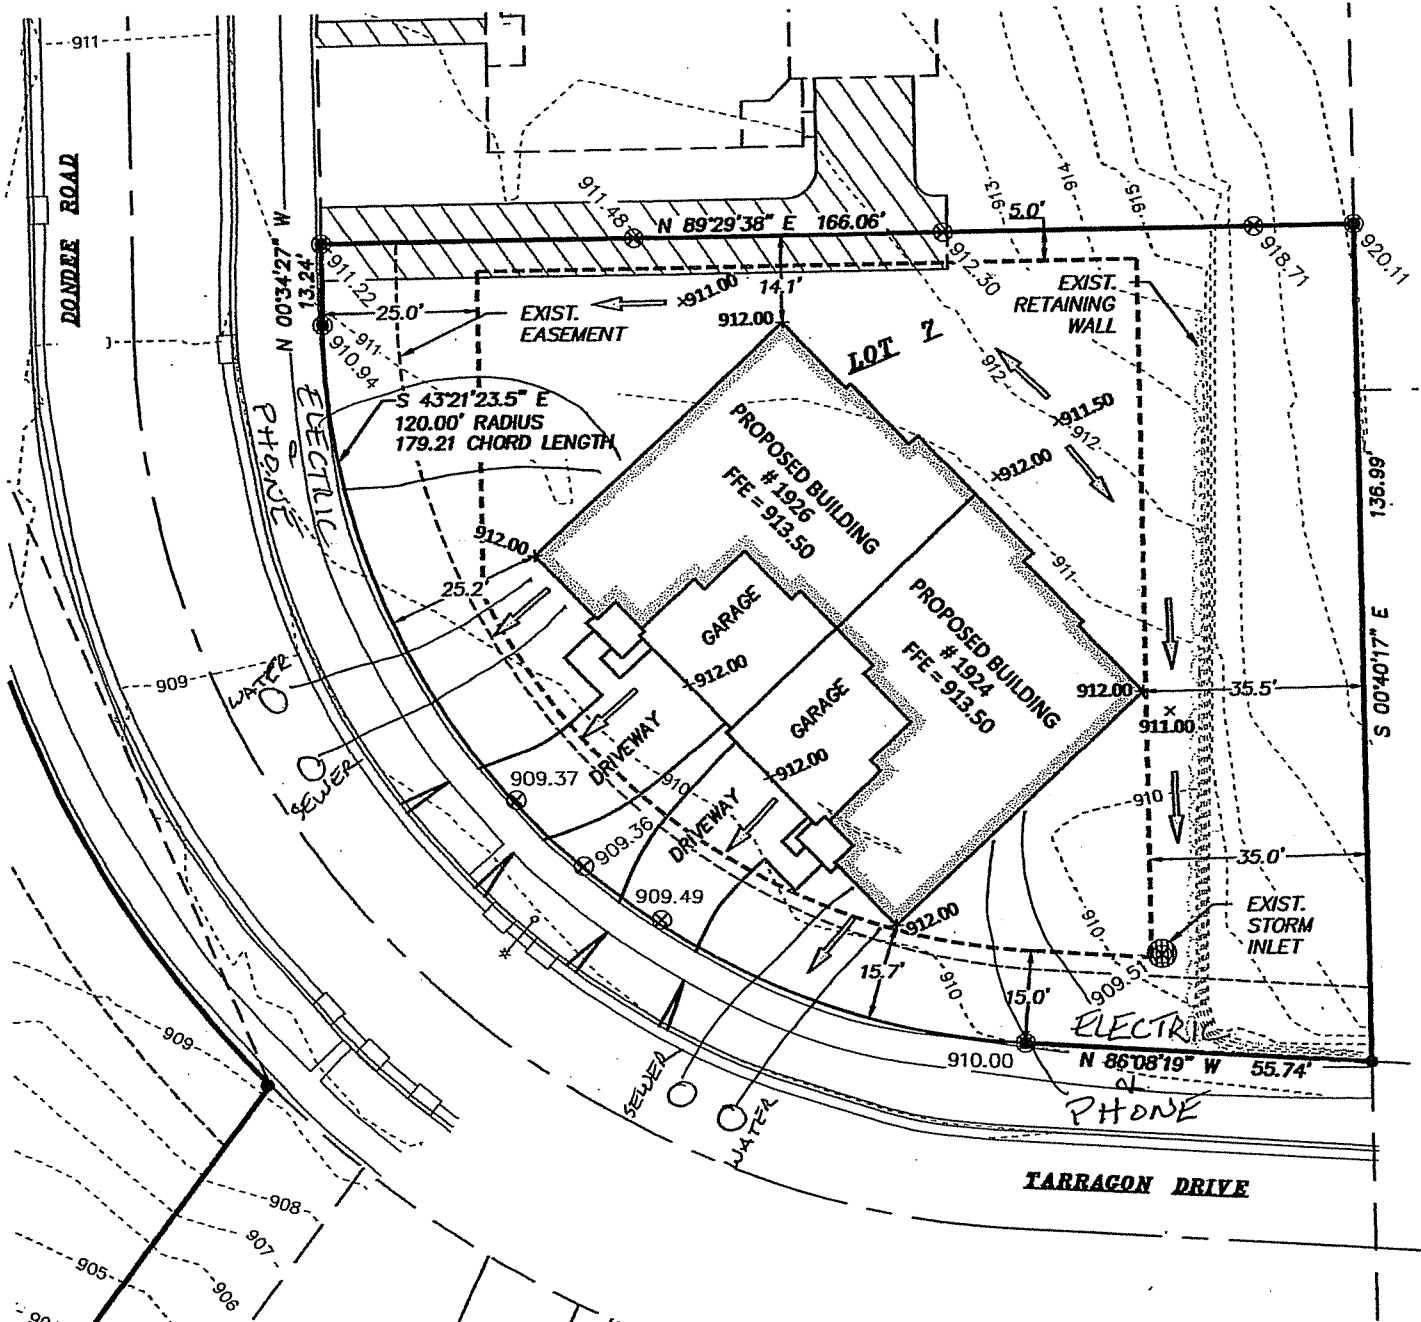 911
DONDEE ROAD
N 00°34'27" W
13.24'
911.48
N 89°29'38" E 166.06'
913
914
915
5.0'
911.22
912.30
918.71
920.11
25.0'
911
910.94
EXIST.
EASEMENT
911.00
14.1'
912.00
LOT 7
EXIST.
RETAINING
WALL
912
911.50
912
912.00
S 43°21'23.5" E
120.00' RADIUS
179.21 CHORD LENGTH
ELECTRIC
PHONE
136.99'
S 00°40'17" E
PROPOSED BUILDING
# 1926
FFE = 913.50
912.00
25.2
911
GARAGE
912.00
PROPOSED BUILDING
# 1924
FFE = 913.50
912.00
35.5'
911.00
909
WATER
SEWER
GARAGE
912.00
DRIVEWAY
910
909.37
909.36
DRIVEWAY
909.49
910
35.0'
EXIST.
STORM
INLET
912.00
15.7'
910
910
909.51
15.0'
ELECTRIC
910.00
N 86°08'19" W 55.74'
PHONE
SEWER
WATER
TARRAGON DRIVE
909
908
907
906
905